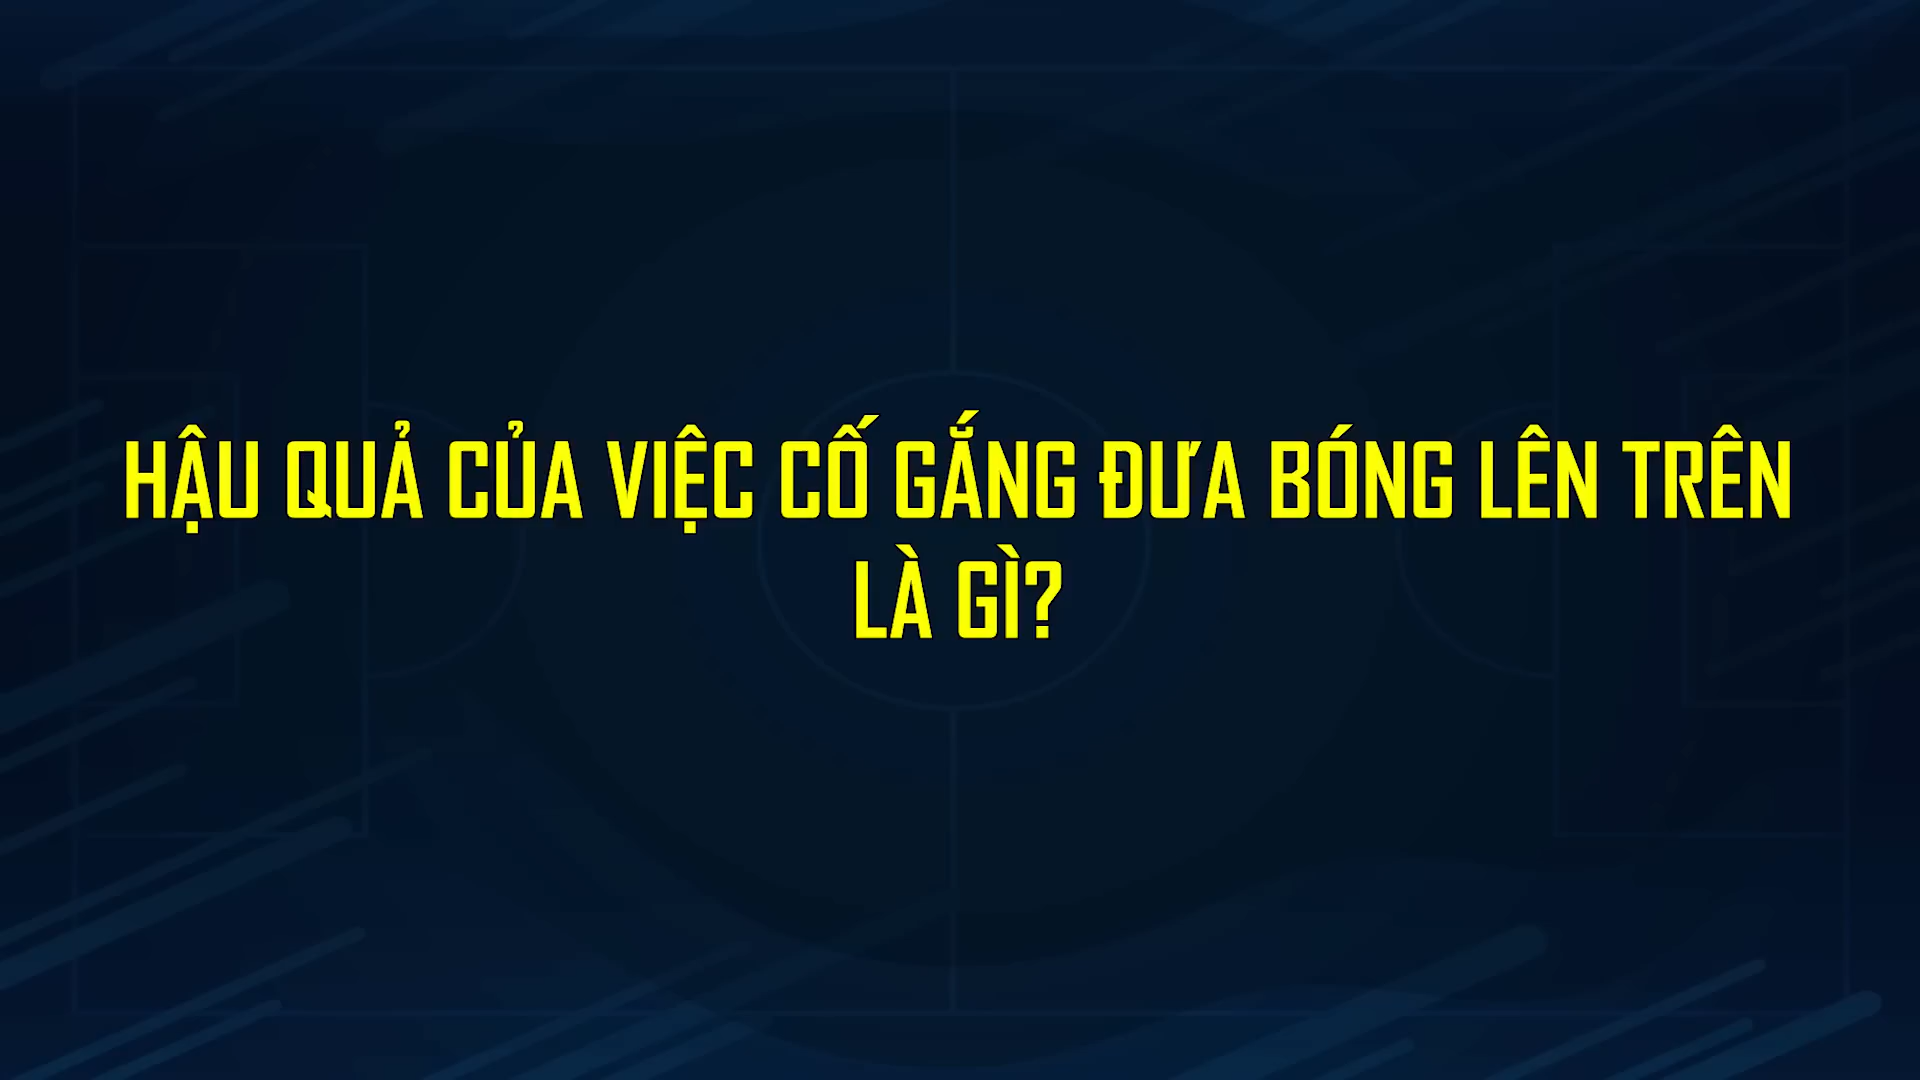 HẬU QUẢ CỦA VIỆC CỐ GẮNG ĐƯA BÓNG LÊN TRÊN
LÀ GÌ?